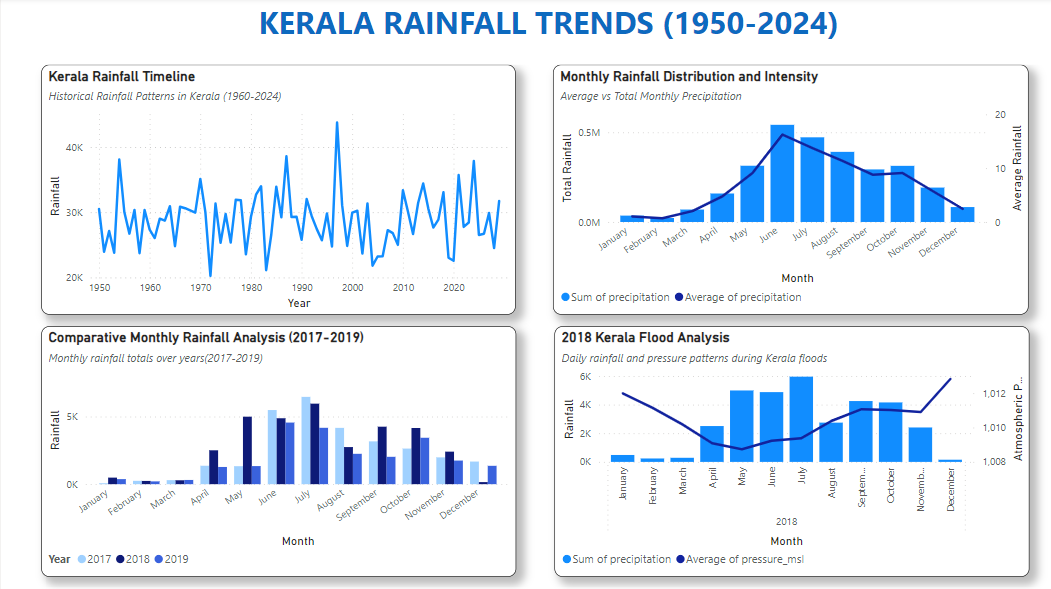 KERALA RAINFALL TRENDS (1950-2024)
Kerala Rainfall Timeline
Historical Rainfall Patterns in Kerala (1960-2024)
Rainfall
40K
30K
20K
1950 1960 1970 1980 1990 2000 2010 2020
Year
Monthly Rainfall Distribution and Intensity
Average vs Total Monthly Precipitation
Total Rainfall
0.5M
0.0M
20
10
0
Average Rainfall
January February March April May June July August September October November December
Month
Sum of precipitation Average of precipitation
Comparative Monthly Rainfall Analysis (2017-2019)
Monthly rainfall totals over years(2017-2019)
Rainfall
5K
0K
January February March April May June July August September October November December
Month
Year 2017 2018 2019
2018 Kerala Flood Analysis
Daily rainfall and pressure patterns during Kerala floods
Rainfall
6K
4K
2K
0K
1,012
1,010
1,008
Atmospheric P...
January February March April May June July August Septem... October Novemb... December
2018
Month
Sum of precipitation Average of pressure_msl